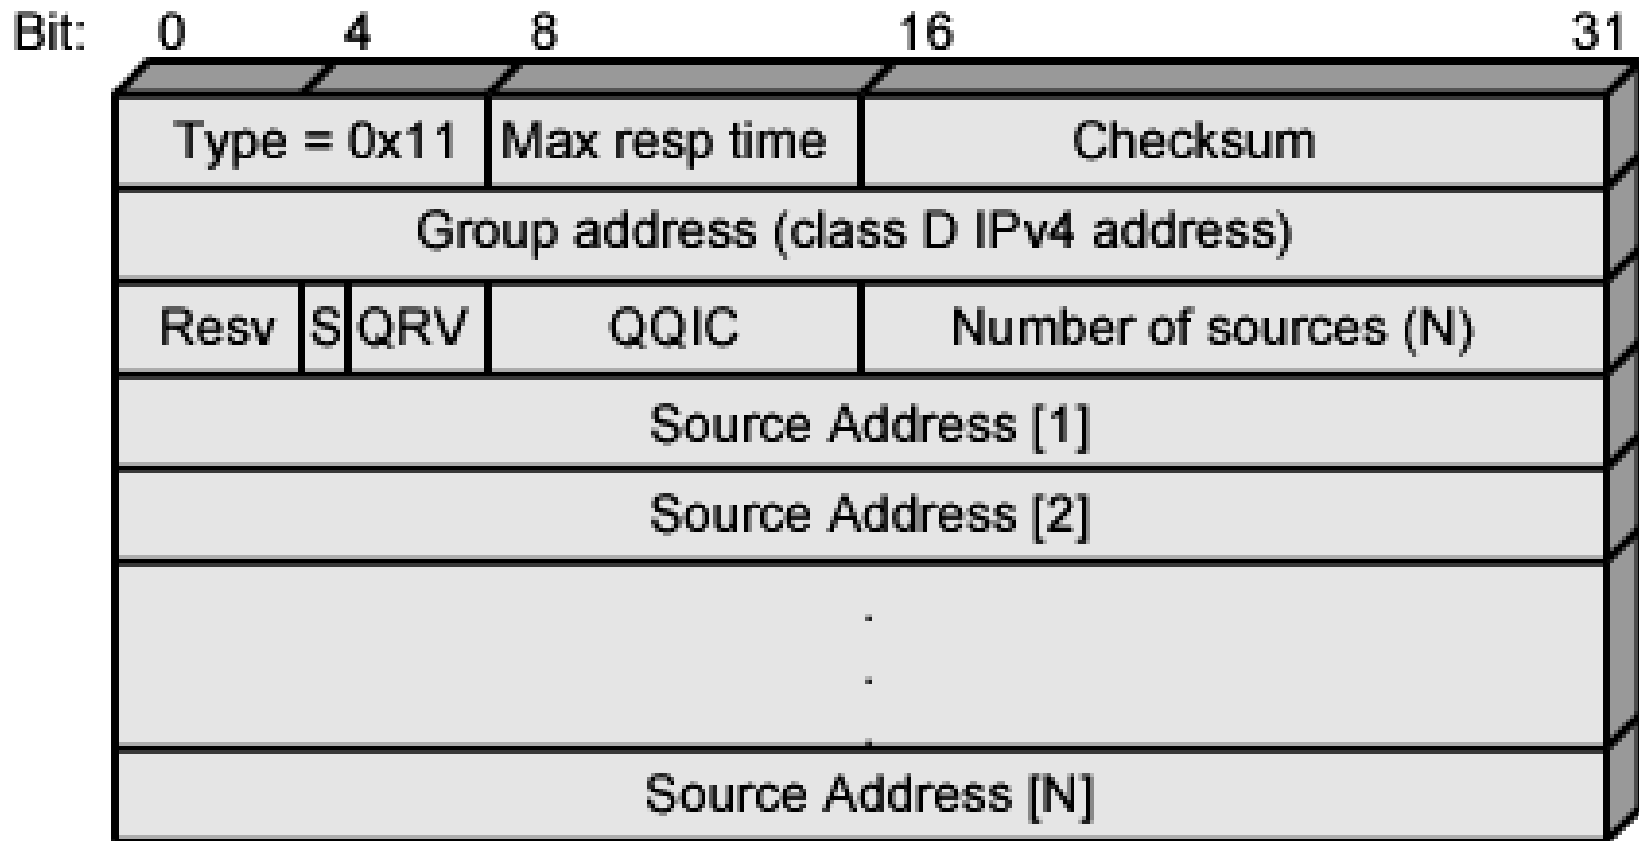 Bit: 0 4 8 16 31
Type = 0x11 Max resp time Checksum
Group address (class D IPv4 address)
Resv S QRV QQIC Number of sources (N)
Source Address [1]
Source Address [2]
.
.
.
Source Address [N]